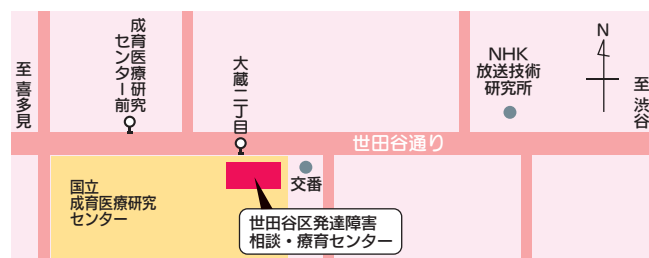 至 喜多見
成育医療研究
センター前
大蔵二丁目
NHK
放送技術
研究所
N
至 渋谷
世田谷通り
国立
成育医療研究
センター
交番
世田谷区発達障害
相談・療育センター